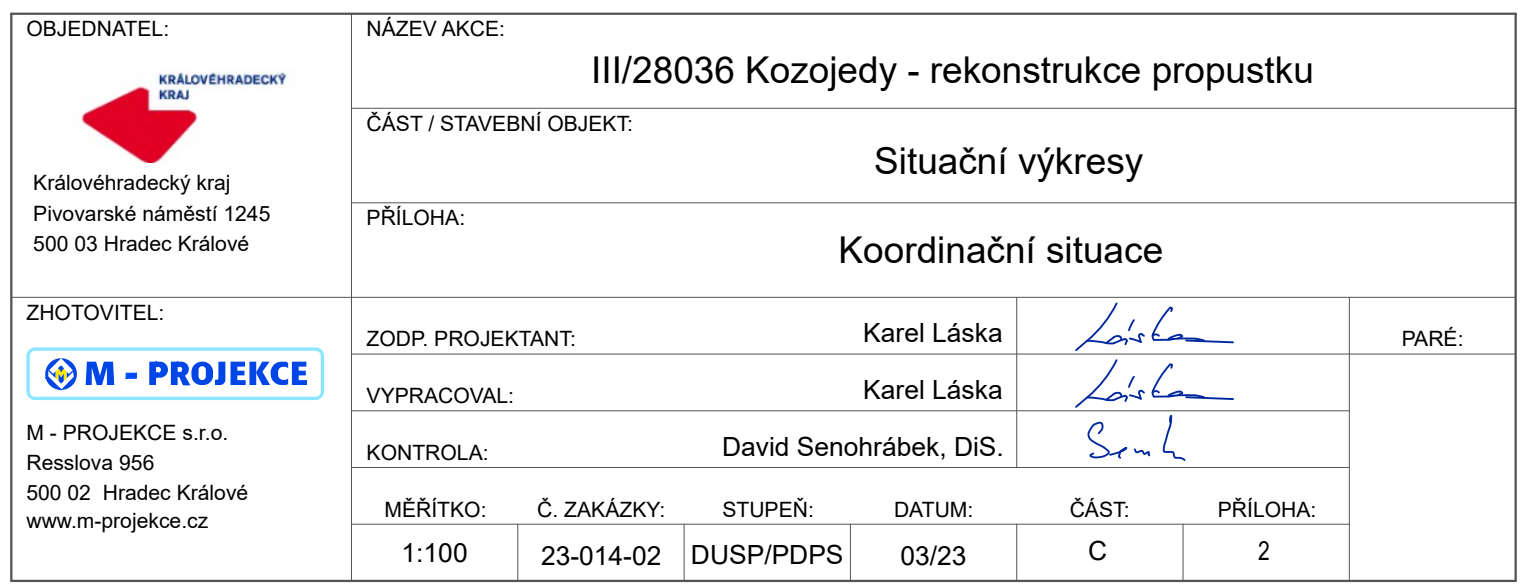 OBJEDNATEL:
KRÁLOVÉHRADECKÝ
KRAJ
Královéhradecký kraj
Pivovarské náměstí 1245
500 03 Hradec Králové
NÁZEV AKCE:
III/28036 Kozojedy - rekonstrukce propustku
ČÁST / STAVEBNÍ OBJEKT:
Situační výkresy
PŘÍLOHA:
Koordinační situace
ZHOTOVITEL:
M - PROJEKCE
M - PROJEKCE s.r.o.
Resslova 956
500 02 Hradec Králové
www.m-projekce.cz
ZODP. PROJEKTANT: Karel Láska Láska
VYPRACOVAL: Karel Láska Láska
KONTROLA: David Senohrábek, DiS.
PARÉ:
MĚŘÍTKO: Č. ZAKÁZKY: STUPEŇ: DATUM: ČÁST: PŘÍLOHA:
1:100 23-014-02 DUSP/PDPS 03/23 C 2